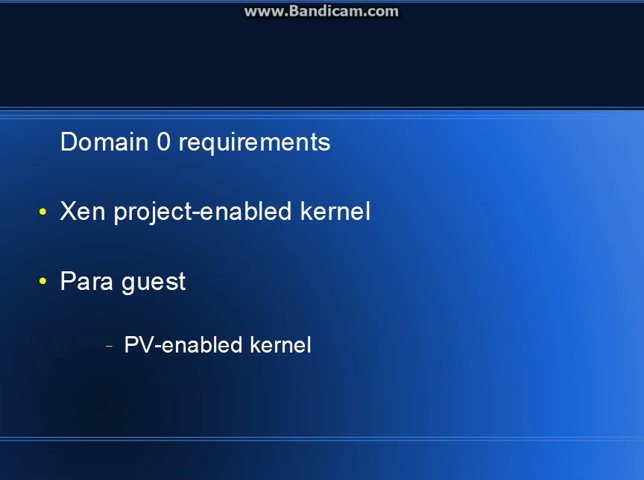 www.Bandicam.com
Domain 0 requirements
• Xen project-enabled kernel
• Para guest
– PV-enabled kernel